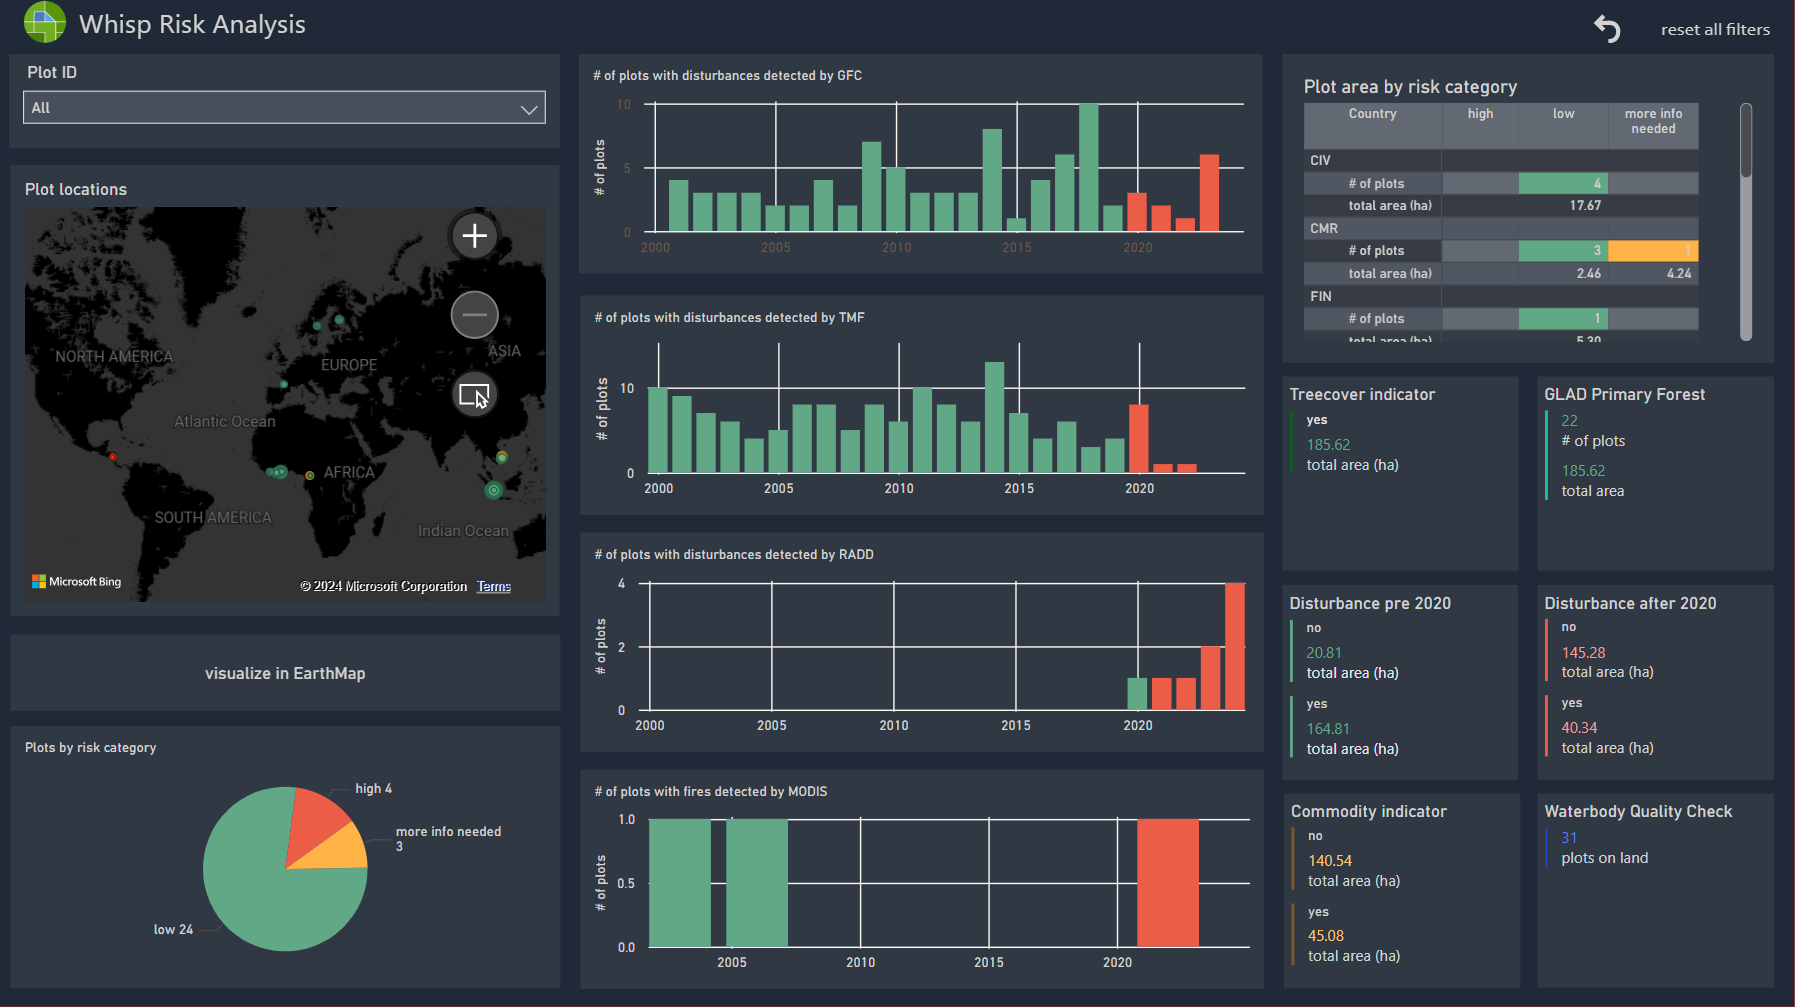 Whisp Risk Analysis
reset all filters
Plot ID
All
Plot locations
NORTH AMERICA
EUROPE
ASIA
Atlantic Ocean
AFRICA
SOUTH AMERICA
Indian Ocean
Microsoft Bing
© 2024 Microsoft Corporation Terms
visualize in EarthMap
Plots by risk category
high 4
more info needed
3
low 24
# of plots with disturbances detected by GFC
# of plots
10
5
0
2000 2005 2010 2015 2020
# of plots with disturbances detected by TMF
# of plots
10
0
2000 2005 2010 2015 2020
# of plots with disturbances detected by RADD
# of plots
4
2
0
2000 2005 2010 2015 2020
# of plots with fires detected by MODIS
# of plots
1.0
0.5
0.0
2005 2010 2015 2020
Plot area by risk category
Country high low more info
needed
CIV
# of plots 4
total area (ha) 17.67
CMR
# of plots 3 1
total area (ha) 2.46 4.24
FIN
# of plots 1
total area (ha) 5.30
Treecover indicator
yes
185.62
total area (ha)
GLAD Primary Forest
22
# of plots
185.62
total area
Disturbance pre 2020
no
20.81
total area (ha)
yes
164.81
total area (ha)
Disturbance after 2020
no
145.28
total area (ha)
yes
40.34
total area (ha)
Commodity indicator
no
140.54
total area (ha)
yes
45.08
total area (ha)
Waterbody Quality Check
31
plots on land